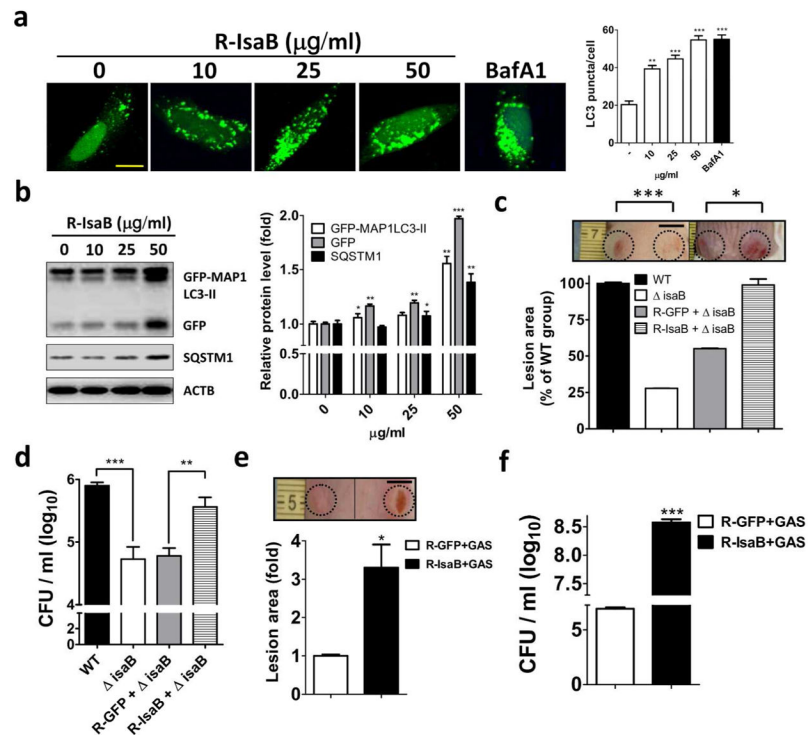 a
R-IsaB (μg/ml)
0 10 25 50 BafA1
LC3 puncta/cell
60
40
20
0
** *** *** ***
- 10 25 50 BafA1
μg/ml
b
R-IsaB (μg/ml)
0 10 25 50
GFP-MAP1
LC3-II
GFP
SQSTM1
ACTB
Relative protein level (fold)
2.0
1.5
1.0
0.5
0.0
GFP-MAP1LC3-II
GFP
SQSTM1
* **
** *
** *** **
0 10 25 50
μg/ml
c
*** *
7
Lesion area
(% of WT group)
100
75
50
25
0
WT
Δ isaB
R-GFP + Δ isaB
R-IsaB + Δ isaB
d
CFU / ml (log10)
6
5
4
2
0
*** **
WT
Δ isaB
R-GFP + Δ isaB
R-IsaB + Δ isaB
e
5
Lesion area (fold)
4
3
2
1
0
*
R-GFP+GAS
R-IsaB+GAS
f
CFU / ml (log10)
8.5
8.0
7.5
5
0
***
R-GFP+GAS
R-IsaB+GAS